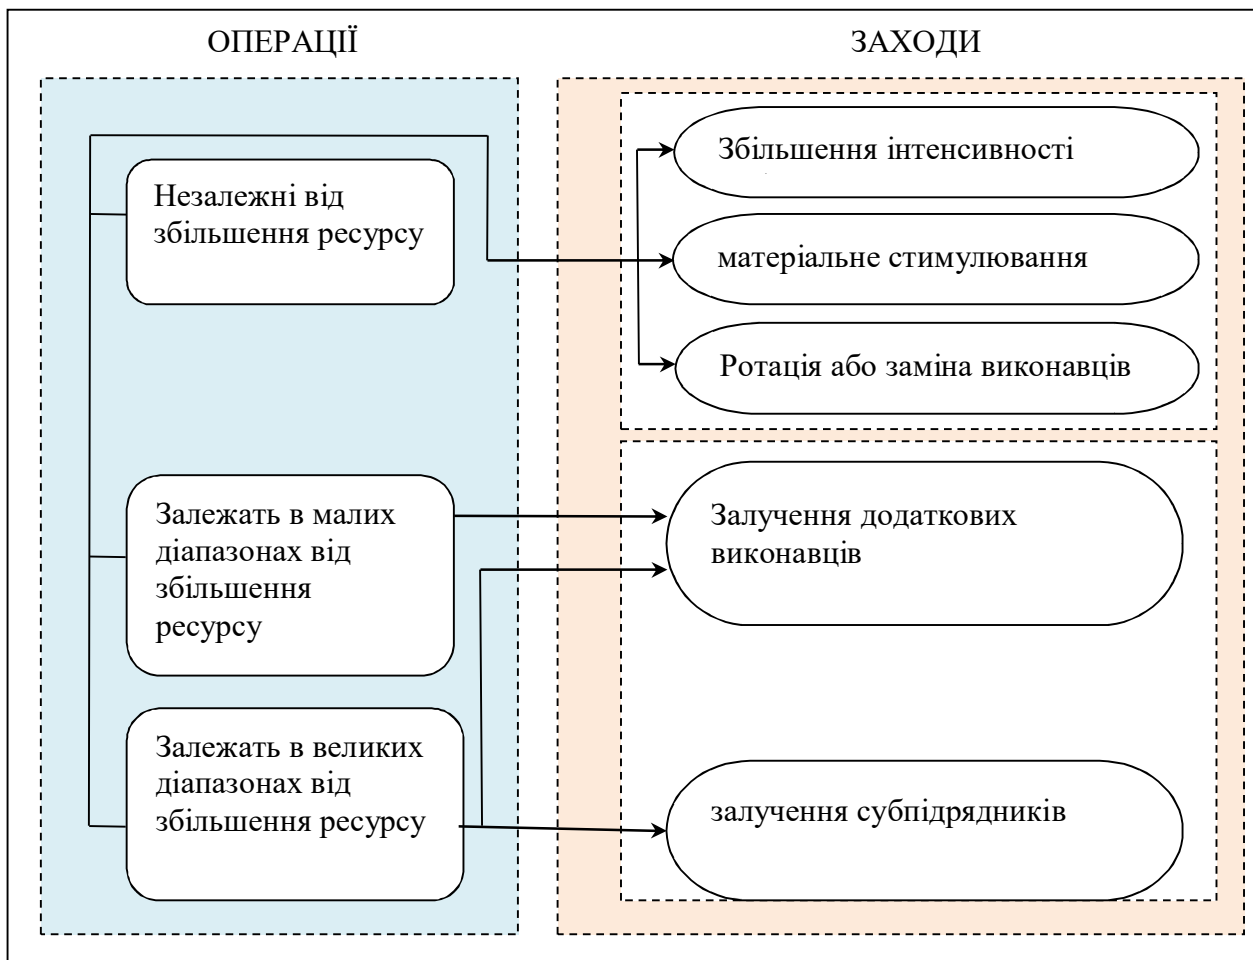 ОПЕРАЦІЇ
ЗАХОДИ
Незалежні від
збільшення ресурсу
Залежать в малих
діапазонах від
збільшення
ресурсу
Залежать в великих
діапазонах від
збільшення ресурсу
Збільшення інтенсивності
матеріальне стимулювання
Ротація або заміна виконавців
Залучення додаткових
виконавців
залучення субпідрядників